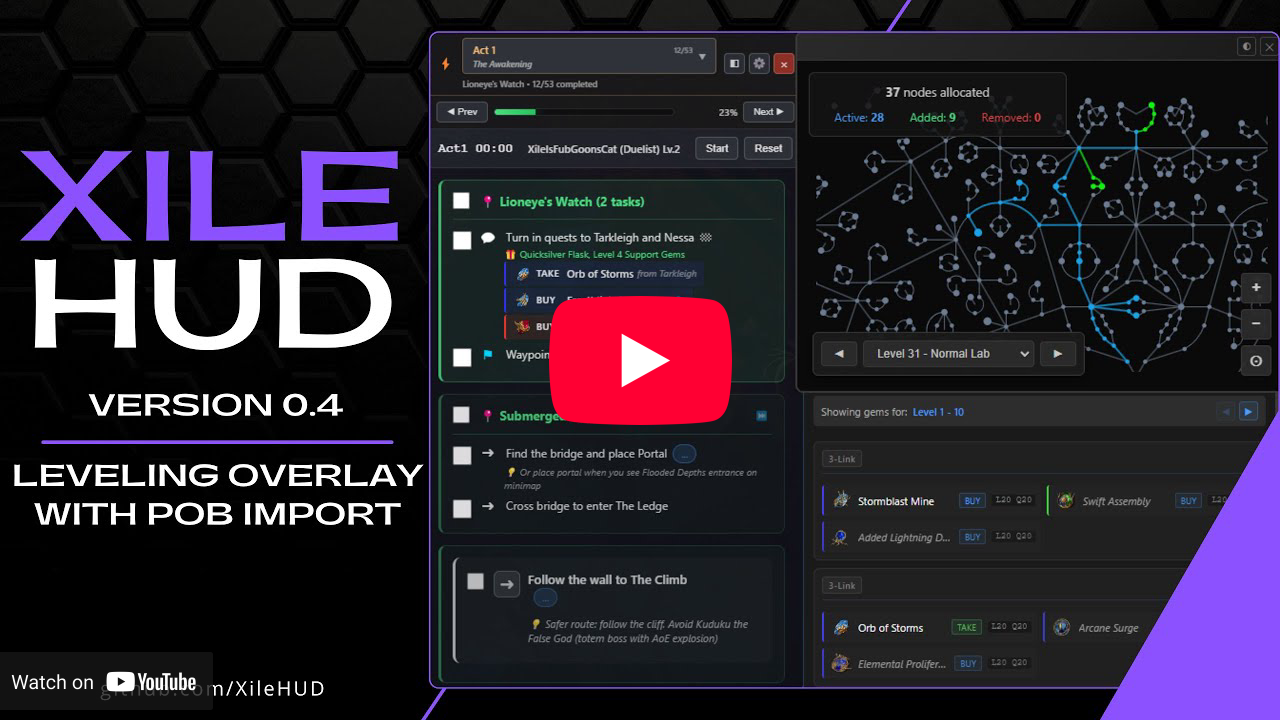 XILE
HUD
VERSION 0.4
LEVELING OVERLAY
WITH POB IMPORT
Watch on YouTube
github.com/XileHUD
Act 1
The Awakening
12/53
Lioneye's Watch • 12/53 completed
◀ Prev
23%
Next ▶
Act1 00:00
XileIsFubGoonsCat (Duelist) Lv.2
Start
Reset
Lioneye's Watch (2 tasks)
Turn in quests to Tarkleigh and Nessa
Quicksilver Flask, Level 4 Support Gems
TAKE Orb of Storms from Tarkleigh
BUY
Find the bridge and place Portal ...
Or place portal when you see Flooded Depths entrance on
minimap
Cross bridge to enter The Ledge
Follow the wall to The Climb
...
Safer route: follow the cliff. Avoid Kuduku the
False God (totem boss with AoE explosion)
37 nodes allocated
Active: 28
Added: 9
Removed: 0
Level 31 - Normal Lab
Showing gems for: Level 1 - 10
3-Link
Stormblast Mine BUY L20 Q20
Swift Assembly BUY
Added Lightning D... BUY L20 Q20
3-Link
Orb of Storms TAKE L20 Q20
Arcane Surge
Elemental Prolifer... BUY L20 Q20